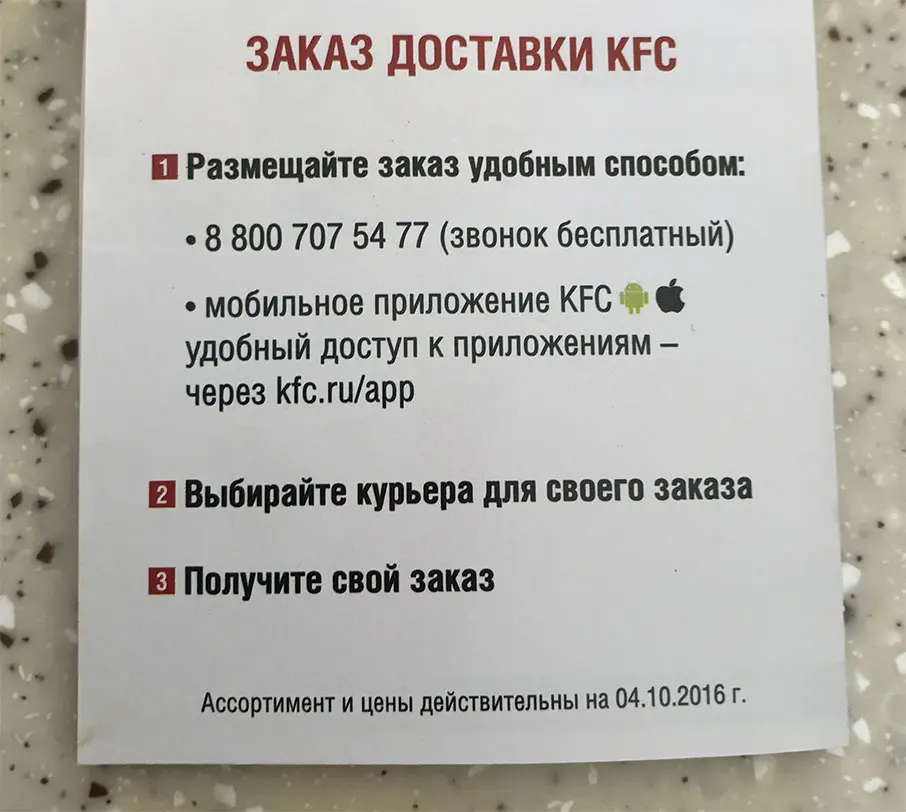 ЗАКАЗ ДОСТАВКИ KFC
1 Размещайте заказ удобным способом:
• 8 800 707 54 77 (звонок бесплатный)
• мобильное приложение KFC
удобный доступ к приложениям –
через kfc.ru/app
2 Выбирайте курьера для своего заказа
3 Получите свой заказ
Ассортимент и цены действительны на 04.10.2016 г.